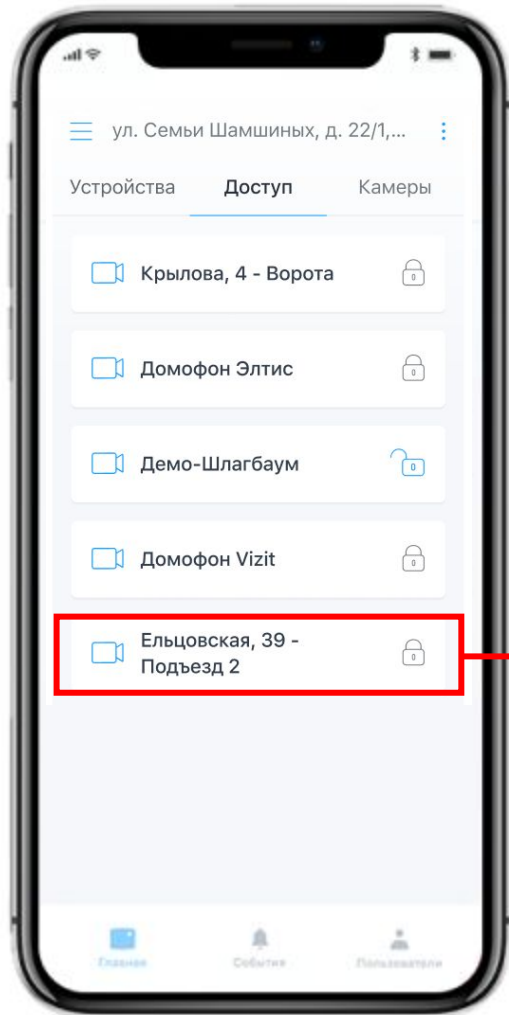 ул. Семьи Шамшиных, д. 22/1,...
Устройства Доступ Камеры
Крылова, 4 - Ворота
Домофон Элтис
Демо-Шлагбаум
Домофон Vizit
Ельцовская, 39 -
Подъезд 2
Главная События Пользователи